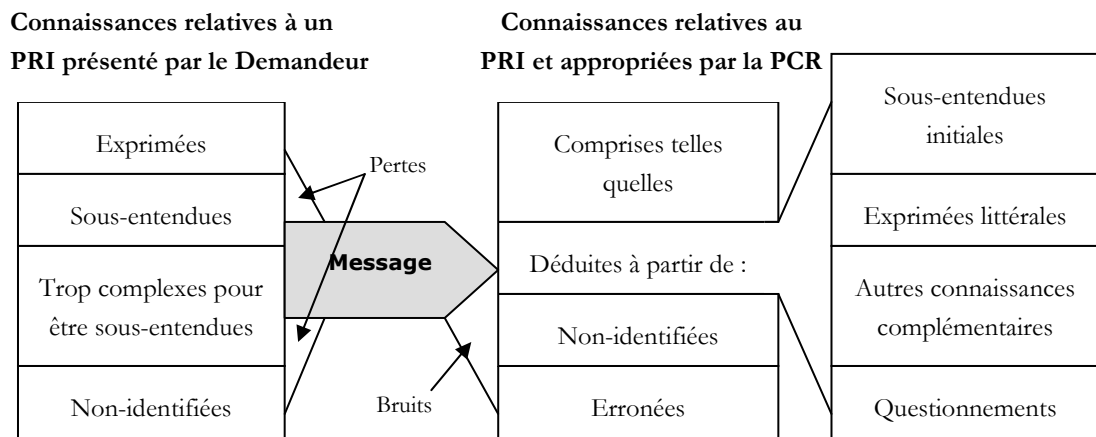 Connaissances relatives à un
PRI présenté par le Demandeur
Connaissances relatives au
PRI et appropriées par la PCR
Exprimées
Sous-entendues
Trop complexes pour
être sous-entendues
Non-identifiées
Pertes
Message
Bruits
Comprises telles
quelles
Déduites à partir de :
Non-identifiées
Erronées
Sous-entendues
initiales
Exprimées littérales
Autres connaissances
complémentaires
Questionnements